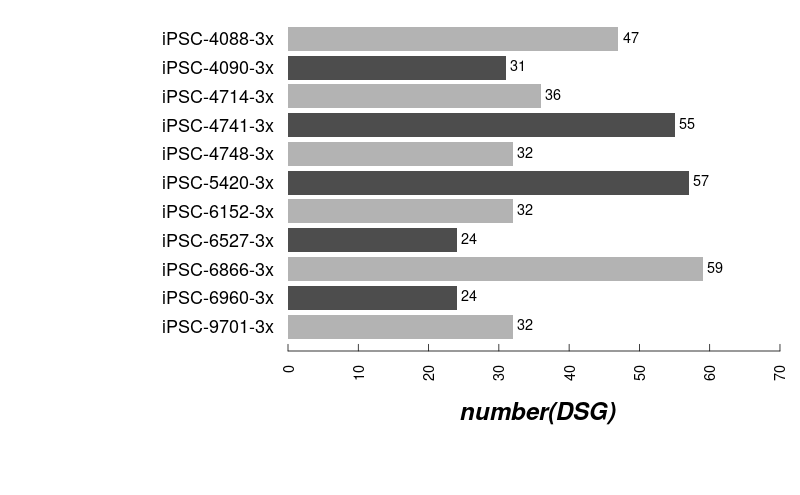 iPSC-4088-3x 47
iPSC-4090-3x 31
iPSC-4714-3x 36
iPSC-4741-3x 55
iPSC-4748-3x 32
iPSC-5420-3x 57
iPSC-6152-3x 32
iPSC-6527-3x 24
iPSC-6866-3x 59
iPSC-6960-3x 24
iPSC-9701-3x 32
0 10 20 30 40 50 60 70
number(DSG)